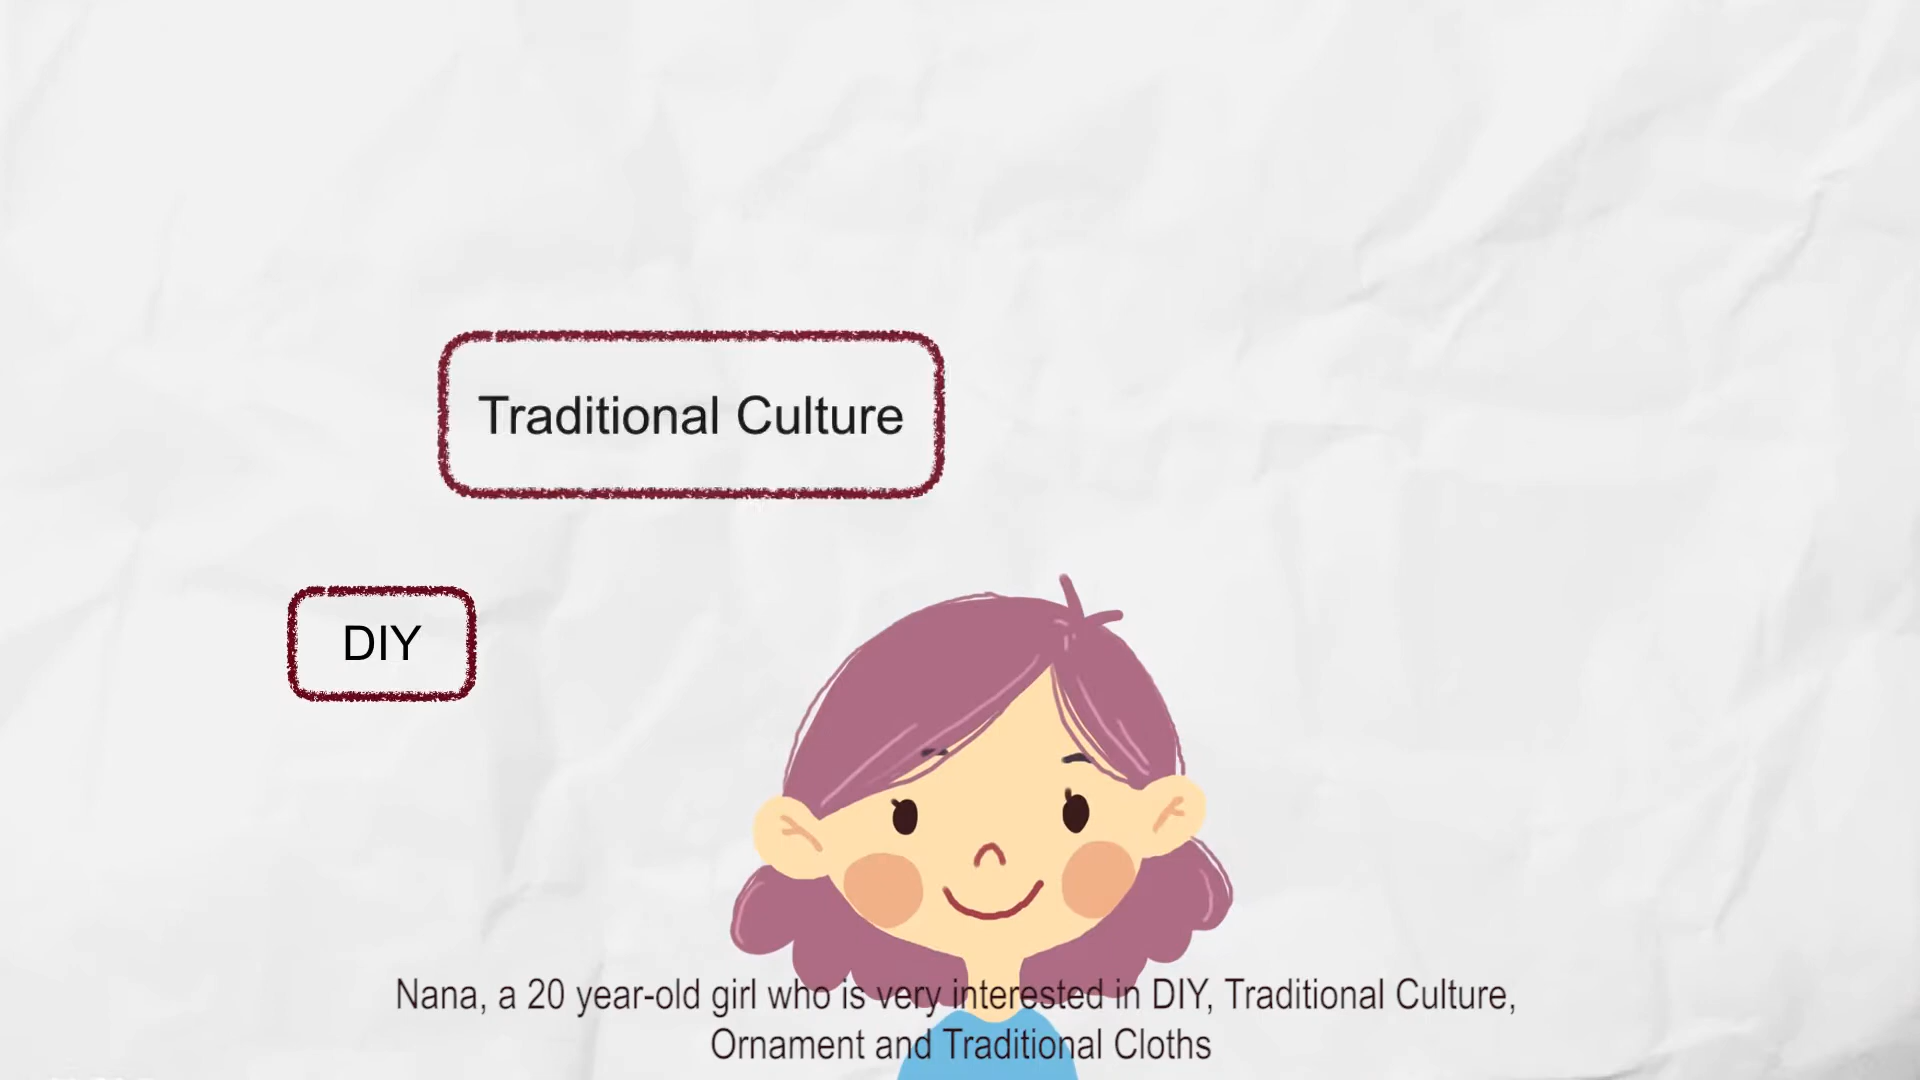 Traditional Culture
DIY
Nana, a 20 year-old girl who is very interested in DIY, Traditional Culture,
Ornament and Traditional Cloths